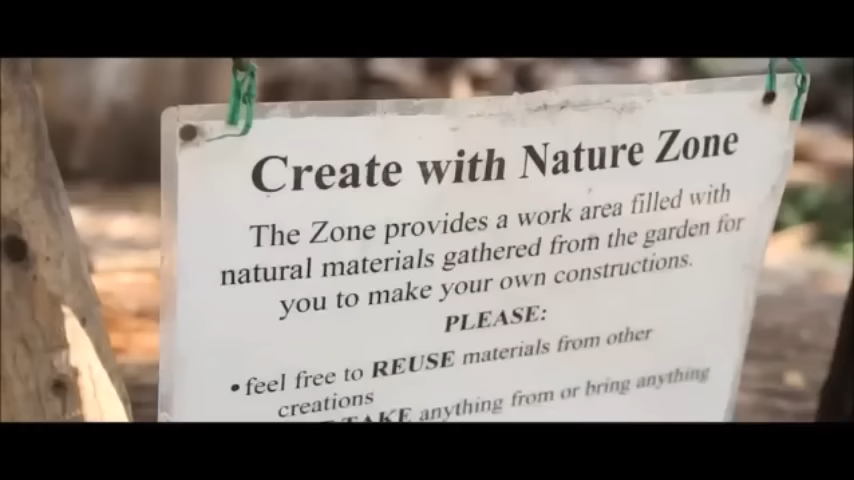 Create with Nature Zone
The Zone provides a work area filled with
natural materials gathered from the garden for
you to make your own constructions.
PLEASE:
• feel free to REUSE materials from other
creations
TAKE anything from or bring anything